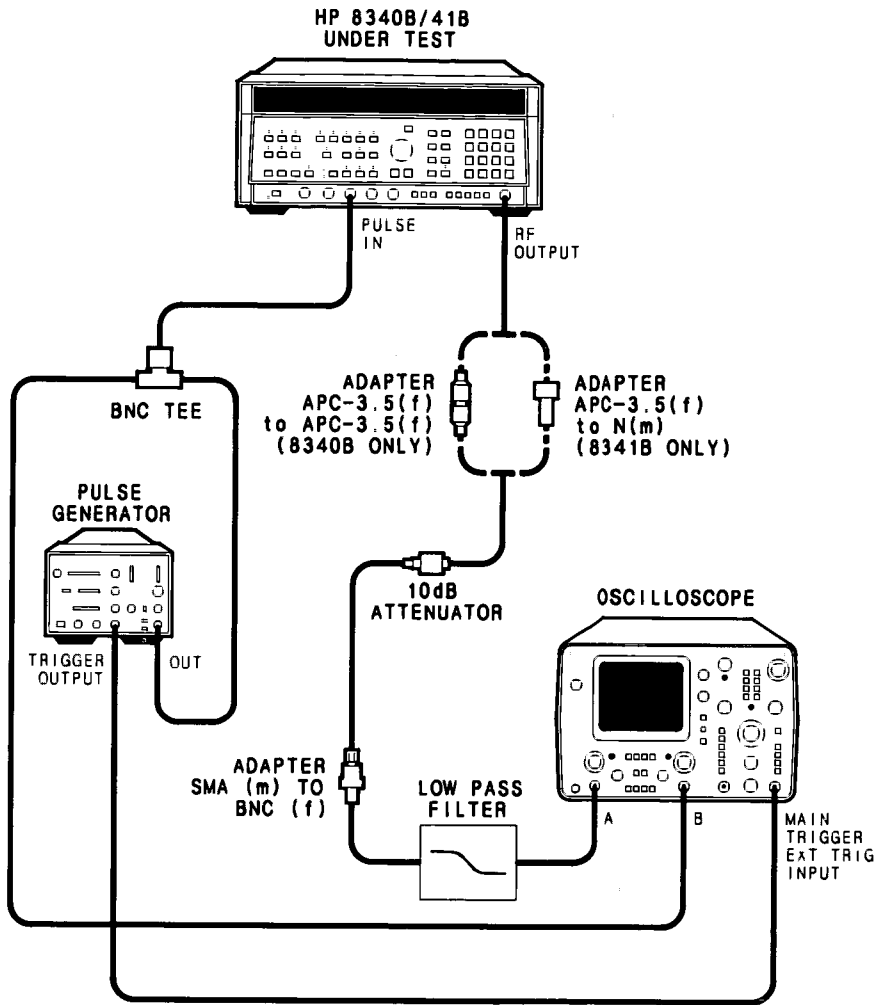 HP 8340B/41B
UNDER TEST
PULSE
IN
RF
OUTPUT
BNC TEE
ADAPTER
APC-3.5(f)
to APC-3.5(f)
(8340B ONLY)
ADAPTER
APC-3.5(f)
to N(m)
(8341B ONLY)
PULSE
GENERATOR
TRIGGER
OUTPUT
OUT
10dB
ATTENUATOR
OSCILLOSCOPE
ADAPTER
SMA (m) TO
BNC (f)
LOW PASS
FILTER
A
B
MAIN
TRIGGER
ExT TRIG
INPUT